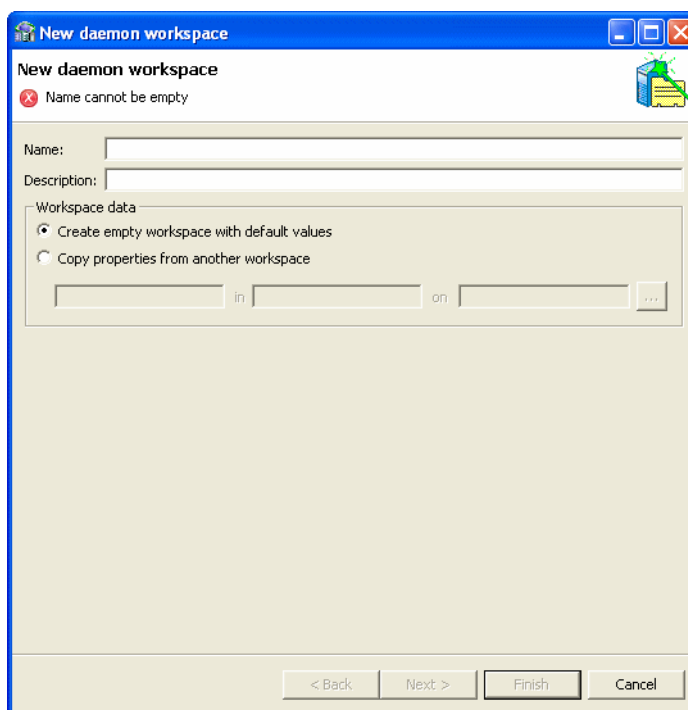 New daemon workspace
New daemon workspace
Name cannot be empty
Name:
Description:
Workspace data
Create empty workspace with default values
Copy properties from another workspace
in on ...
< Back Next > Finish Cancel